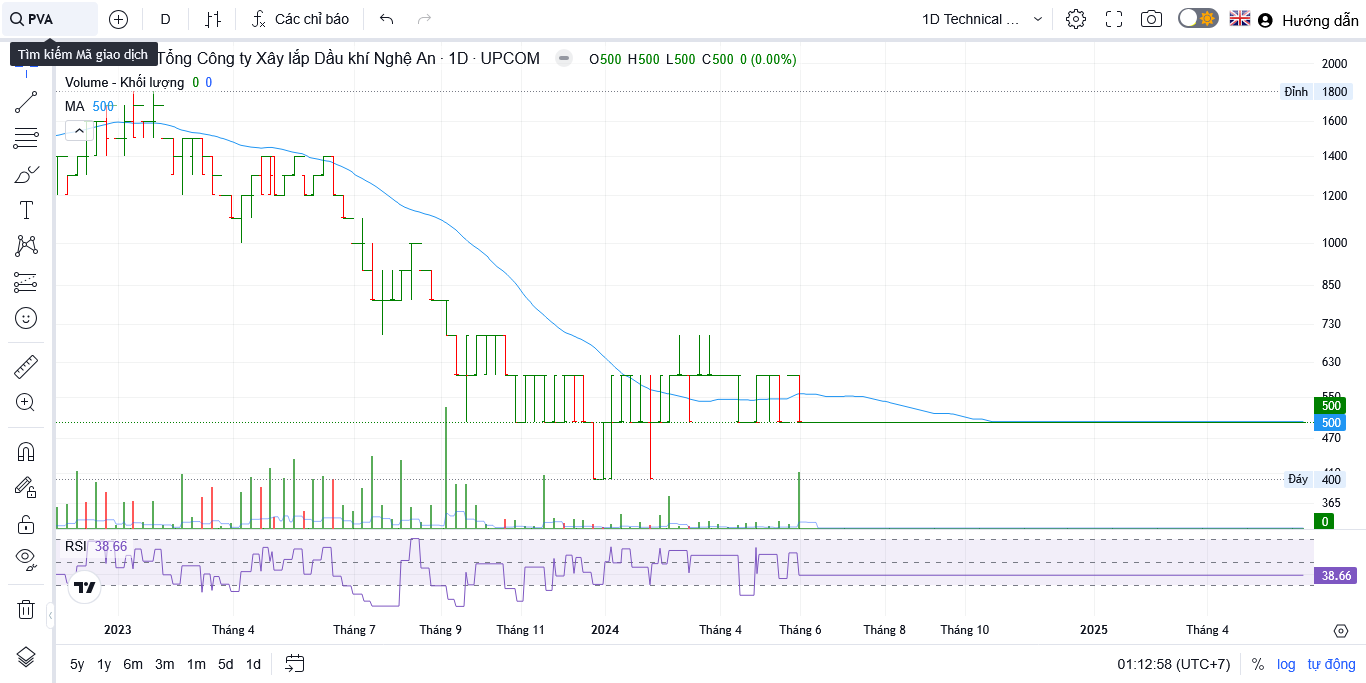 PVA
D
Các chỉ báo
1D Technical ...
Hướng dẫn
Tìm kiếm Mã giao dịch
Tổng Công ty Xây lắp Dầu khí Nghệ An · 1D · UPCOM
O500 H500 L500 C500 0 (0.00%)
Volume - Khối lượng 0 0
MA 500
2000
Đỉnh 1800
1600
1400
1200
1000
850
730
630
550
500
500
470
410
Đáy 400
365
0
RSI 38.66
38.66
2023 Tháng 4 Tháng 7 Tháng 9 Tháng 11 2024 Tháng 4 Tháng 6 Tháng 8 Tháng 10 2025 Tháng 4
5y 1y 6m 3m 1m 5d 1d
01:12:58 (UTC+7) % log tự động